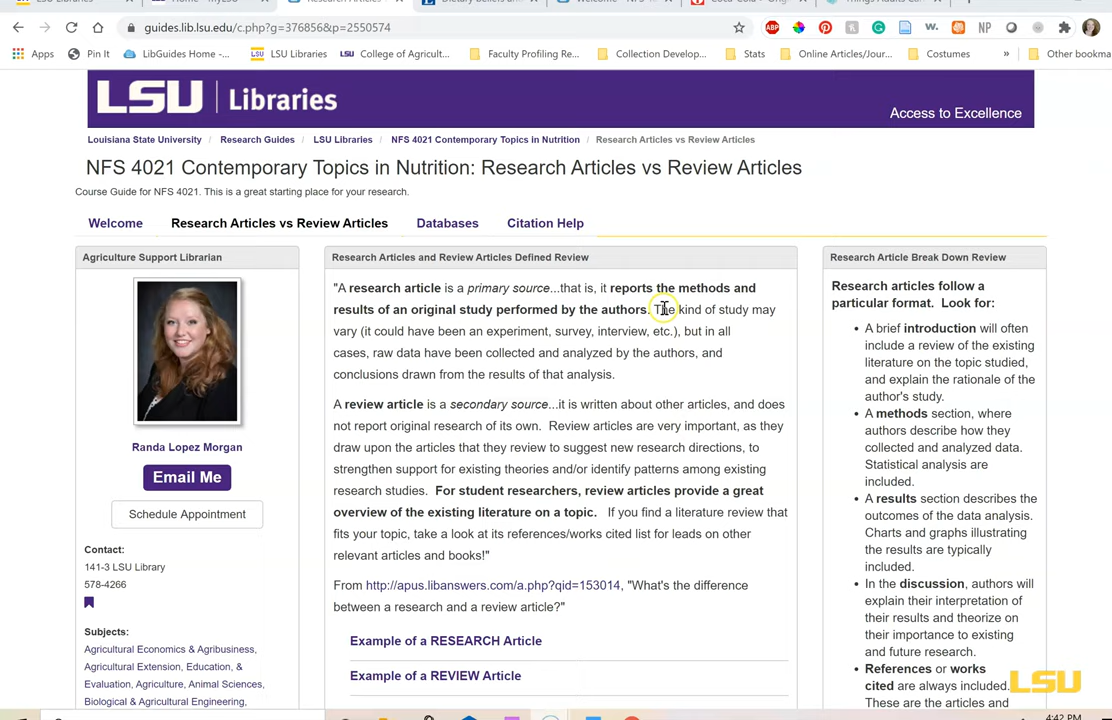 LSU Libraries
Home - myLSU
Research Articles
Dietary beliefs and
Welcome - NFS
Things Adults
guides.lib.lsu.edu/c.php?g=376856&p=2550574
ABP
NP
Apps
Pin It
LibGuides Home -...
LSU Libraries
LSU College of Agricult...
Faculty Profiling Re...
Collection Develop...
Stats
Online Articles/Jour...
Costumes
»
Other bookma
LSU | Libraries
Access to Excellence
Louisiana State University / Research Guides / LSU Libraries / NFS 4021 Contemporary Topics in Nutrition / Research Articles vs Review Articles
NFS 4021 Contemporary Topics in Nutrition: Research Articles vs Review Articles
Course Guide for NFS 4021. This is a great starting place for your research.
Welcome
Research Articles vs Review Articles
Databases
Citation Help
Agriculture Support Librarian
Randa Lopez Morgan
Email Me
Schedule Appointment
Contact:
141-3 LSU Library
578-4266
Subjects:
Agricultural Economics & Agribusiness,
Agricultural Extension, Education, &
Evaluation, Agriculture, Animal Sciences,
Biological & Agricultural Engineering,
Research Articles and Review Articles Defined Review
"A research article is a primary source...that is, it reports the methods and
results of an original study performed by the authors. The kind of study may
vary (it could have been an experiment, survey, interview, etc.), but in all
cases, raw data have been collected and analyzed by the authors, and
conclusions drawn from the results of that analysis.
A review article is a secondary source...it is written about other articles, and does
not report original research of its own. Review articles are very important, as they
draw upon the articles that they review to suggest new research directions, to
strengthen support for existing theories and/or identify patterns among existing
research studies. For student researchers, review articles provide a great
overview of the existing literature on a topic. If you find a literature review that
fits your topic, take a look at its references/works cited list for leads on other
relevant articles and books!"
From http://apus.libanswers.com/a.php?qid=153014, "What's the difference
between a research and a review article?"
Example of a RESEARCH Article
Example of a REVIEW Article
Research Article Break Down Review
Research articles follow a
particular format. Look for:
A brief introduction will often
include a review of the existing
literature on the topic studied,
and explain the rationale of the
author's study.
A methods section, where
authors describe how they
collected and analyzed data.
Statistical analysis are
included.
A results section describes the
outcomes of the data analysis.
Charts and graphs illustrating
the results are typically
included.
In the discussion, authors will
explain their interpretation of
their results and theorize on
their importance to existing
and future research.
References or works
cited are always included.
These are the articles and
LSU
4:42 PM